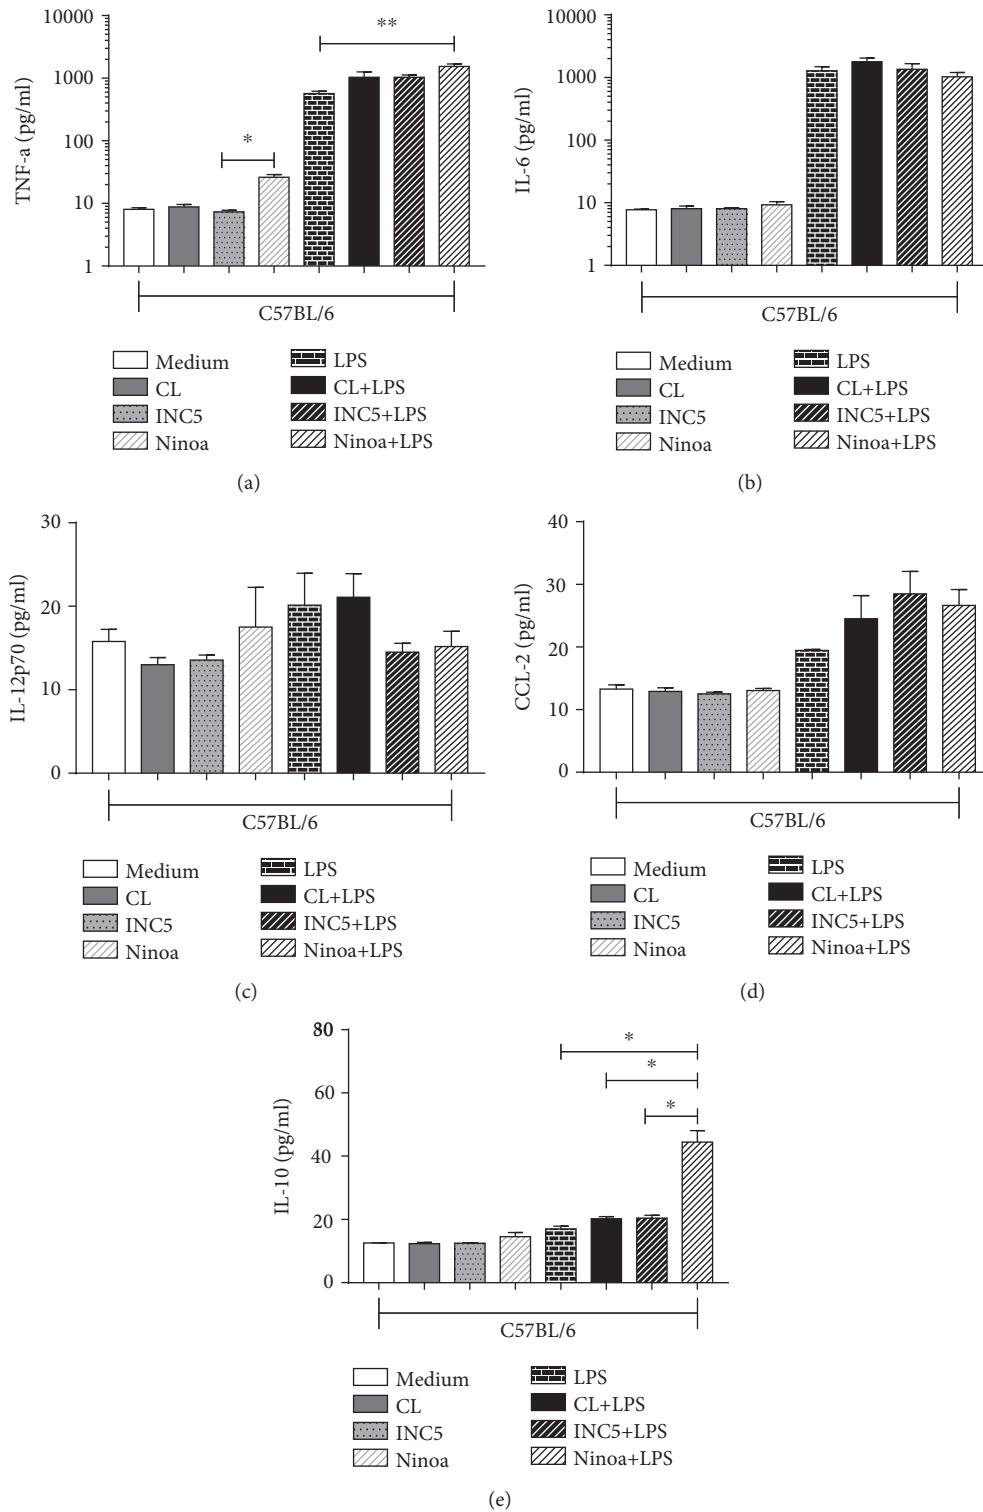 TNF-a (pg/ml)
10000
1000
100
10
1
*
**
C57BL/6
Medium
CL
INC5
Ninoa
LPS
CL+LPS
INC5+LPS
Ninoa+LPS
(a)
IL-6 (pg/ml)
10000
1000
100
10
1
C57BL/6
Medium
CL
INC5
Ninoa
LPS
CL+LPS
INC5+LPS
Ninoa+LPS
(b)
IL-12p70 (pg/ml)
30
20
10
0
C57BL/6
Medium
CL
INC5
Ninoa
LPS
CL+LPS
INC5+LPS
Ninoa+LPS
(c)
CCL-2 (pg/ml)
40
30
20
10
0
C57BL/6
Medium
CL
INC5
Ninoa
LPS
CL+LPS
INC5+LPS
Ninoa+LPS
(d)
IL-10 (pg/ml)
80
60
40
20
0
*
*
*
C57BL/6
Medium
CL
INC5
Ninoa
LPS
CL+LPS
INC5+LPS
Ninoa+LPS
(e)